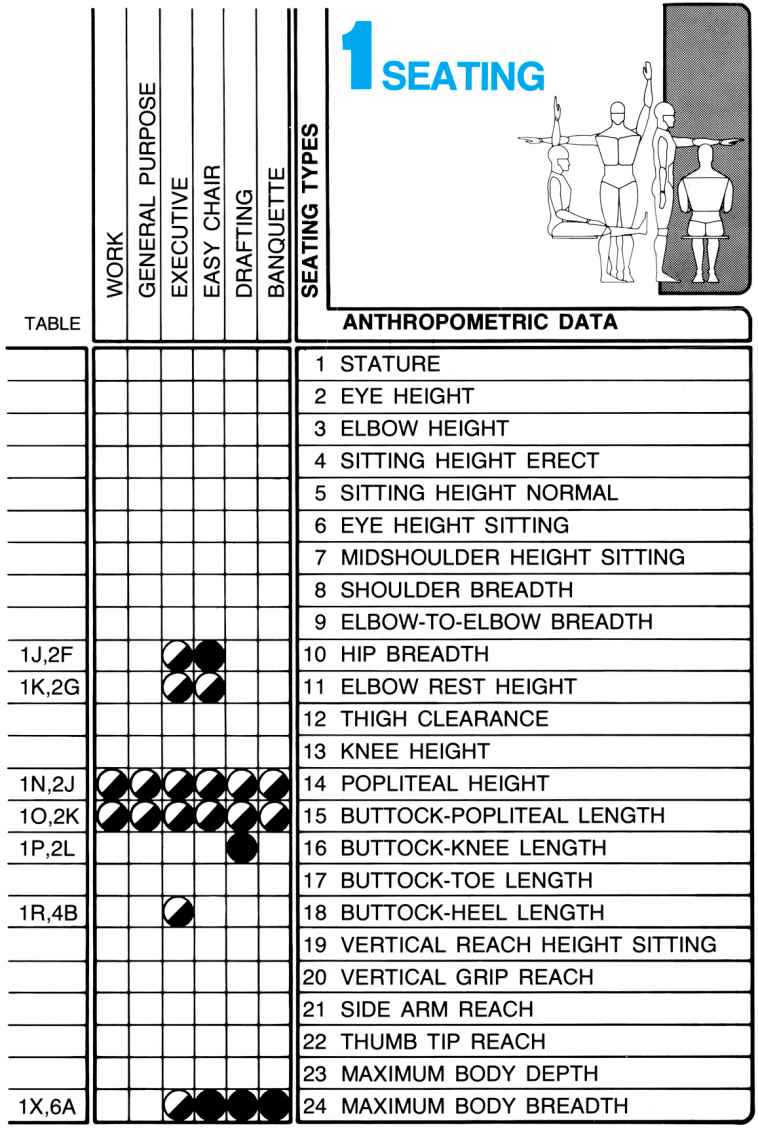 1 SEATING
WORK
GENERAL PURPOSE
EXECUTIVE
EASY CHAIR
DRAFTING
BANQUETTE
SEATING TYPES
TABLE
ANTHROPOMETRIC DATA
1 STATURE
2 EYE HEIGHT
3 ELBOW HEIGHT
4 SITTING HEIGHT ERECT
5 SITTING HEIGHT NORMAL
6 EYE HEIGHT SITTING
7 MIDSHOULDER HEIGHT SITTING
8 SHOULDER BREADTH
9 ELBOW-TO-ELBOW BREADTH
1J,2F 10 HIP BREADTH
1K,2G 11 ELBOW REST HEIGHT
12 THIGH CLEARANCE
13 KNEE HEIGHT
1N,2J 14 POPLITEAL HEIGHT
1O,2K 15 BUTTOCK-POPLITEAL LENGTH
1P,2L 16 BUTTOCK-KNEE LENGTH
17 BUTTOCK-TOE LENGTH
1R,4B 18 BUTTOCK-HEEL LENGTH
19 VERTICAL REACH HEIGHT SITTING
20 VERTICAL GRIP REACH
21 SIDE ARM REACH
22 THUMB TIP REACH
23 MAXIMUM BODY DEPTH
1X,6A 24 MAXIMUM BODY BREADTH